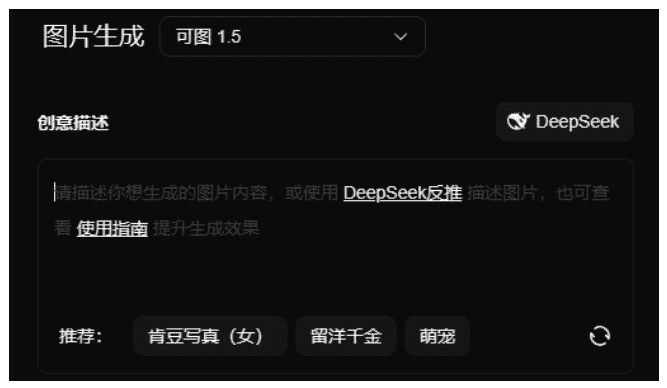 图片生成 可图 1.5
创意描述 DeepSeek
请描述你想生成的图片内容，或使用 DeepSeek反推 描述图片，也可查
看 使用指南 提升生成效果
推荐： 肯豆写真（女） 留洋千金 萌宠